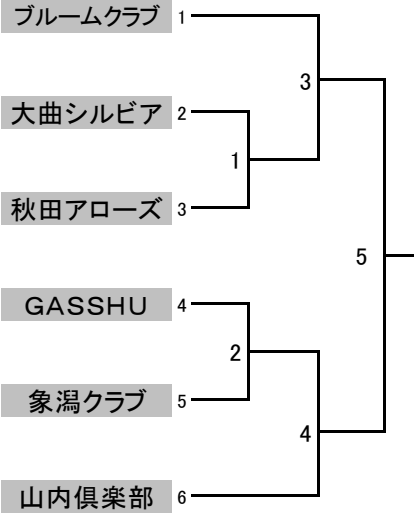 ブルームクラブ 1
3
大曲シルビア 2
1
秋田アローズ 3
5
GASSHU 4
2
象潟クラブ 5
4
山内倶楽部 6